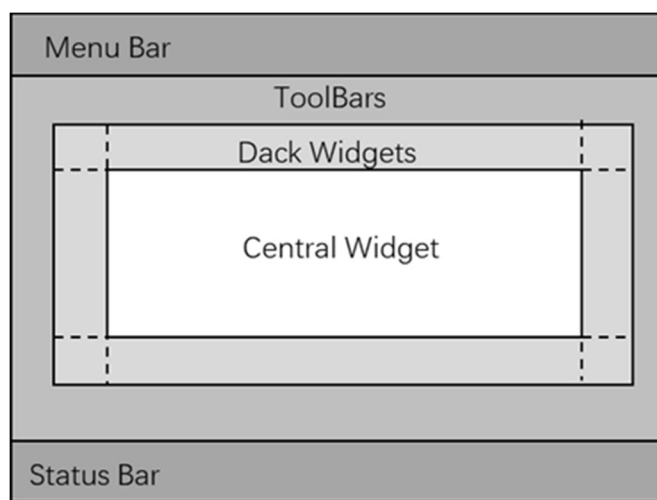 Menu Bar
ToolBars
Dack Widgets
Central Widget
Status Bar